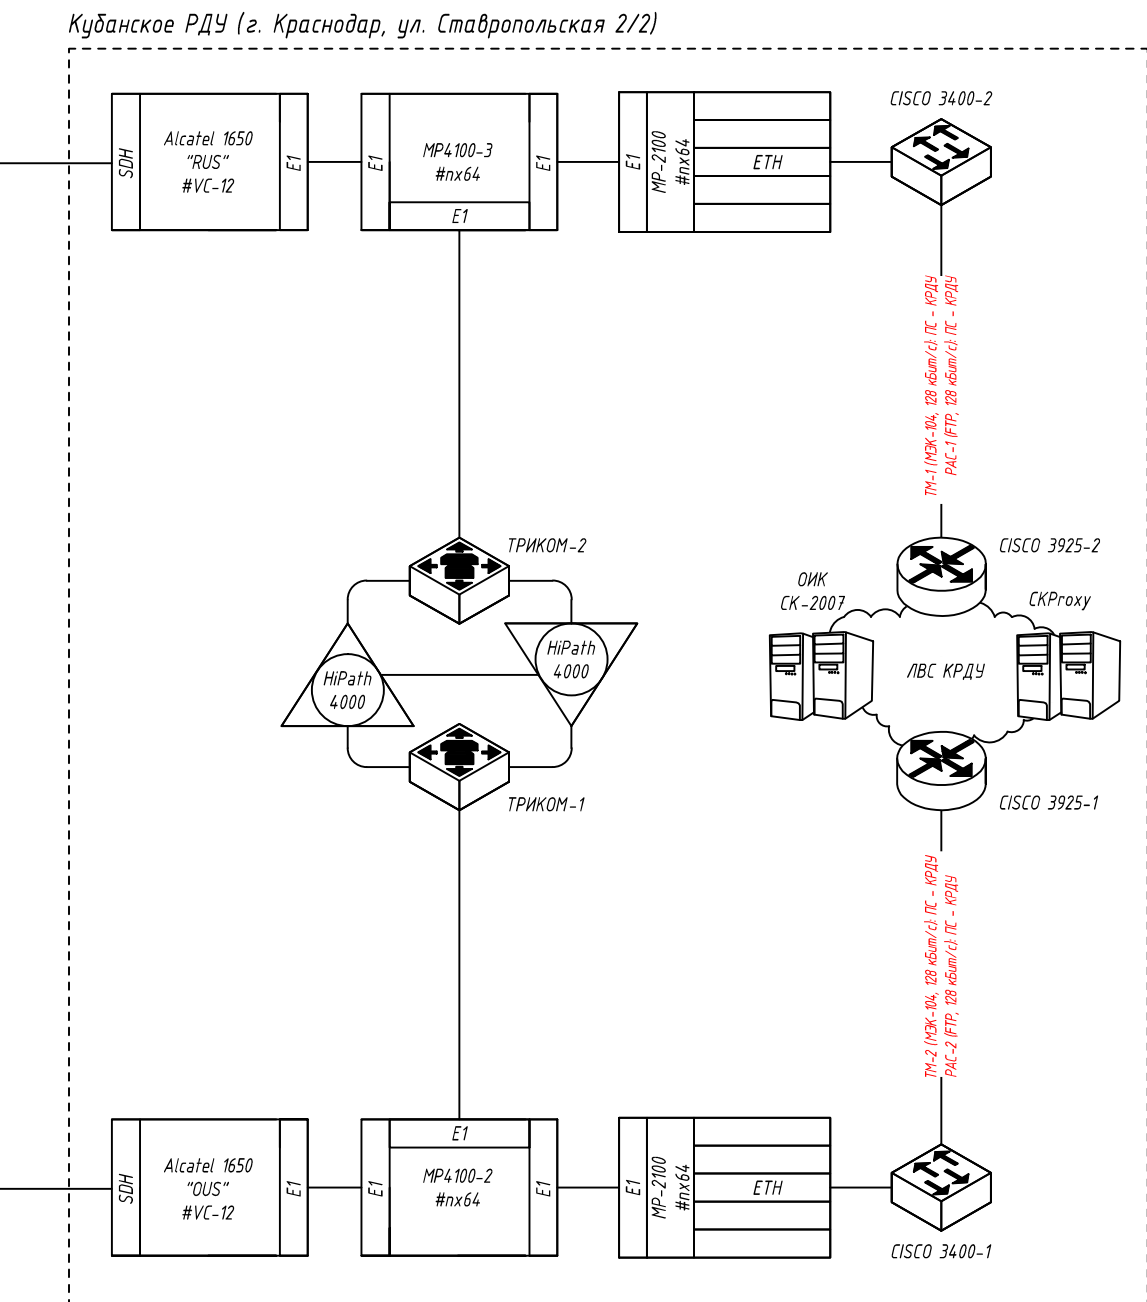 Кубанское РДУ (г. Краснодар, ул. Ставропольская 2/2)
SDH
Alcatel 1650
"RUS"
#VC-12
E1
E1
MP4100-3
#nx64
E1
E1
E1
MP-2100
#nx64
ETH
CISCO 3400-2
ТМ-1 (МЭК-104, 128 кбит/с): ПС - КРДУ
РАС-1 (FTP, 128 кбит/с): ПС - КРДУ
ТРИКОМ-2
HiPath
4000
HiPath
4000
ТРИКОМ-1
CISCO 3925-2
ОИК
СК-2007
CKProxy
ЛВС КРДУ
CISCO 3925-1
ТМ-2 (МЭК-104, 128 кбит/с): ПС - КРДУ
РАС-2 (FTP, 128 кбит/с): ПС - КРДУ
SDH
Alcatel 1650
"OUS"
#VC-12
E1
E1
E1
MP4100-2
#nx64
E1
E1
MP-2100
#nx64
ETH
CISCO 3400-1